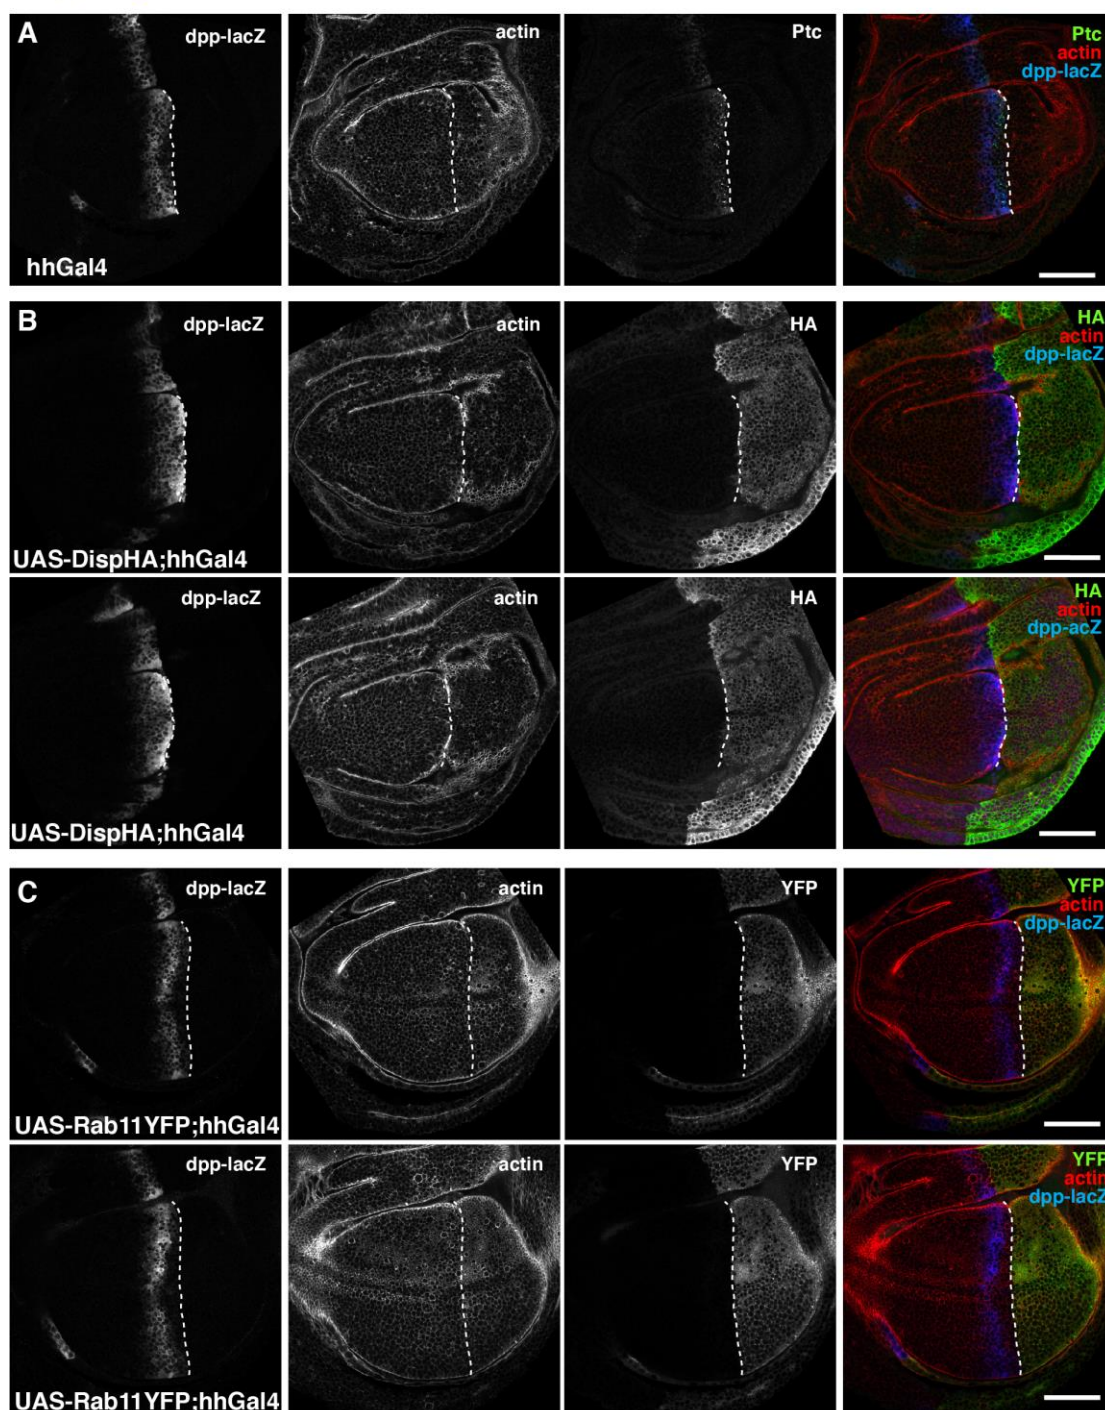 A
dpp-lacZ
actin
Ptc
Ptc
actin
dpp-lacZ
hhGal4
B
dpp-lacZ
actin
HA
HA
actin
dpp-lacZ
UAS-DispHA;hhGal4
dpp-lacZ
actin
HA
HA
actin
dpp-acZ
UAS-DispHA;hhGal4
C
dpp-lacZ
actin
YFP
YFP
actin
dpp-lacZ
UAS-Rab11YFP;hhGal4
dpp-lacZ
actin
YFP
YFP
actin
dpp-lacZ
UAS-Rab11YFP;hhGal4